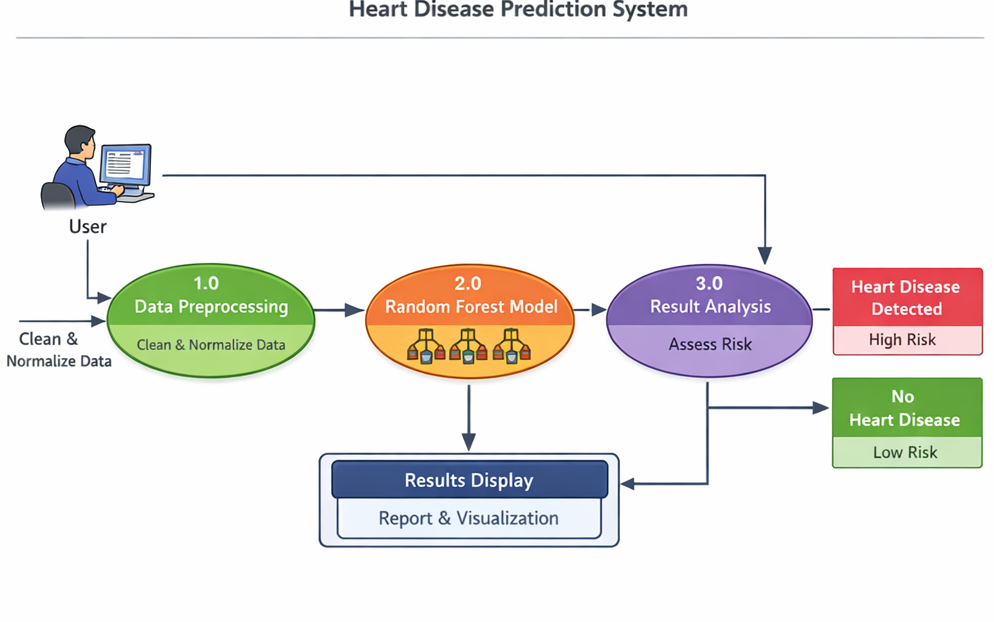 Heart Disease Prediction System
User
1.0
Data Preprocessing
Clean & Normalize Data
Clean &
Normalize Data
2.0
Random Forest Model
3.0
Result Analysis
Assess Risk
Heart Disease
Detected
High Risk
No
Heart Disease
Low Risk
Results Display
Report & Visualization